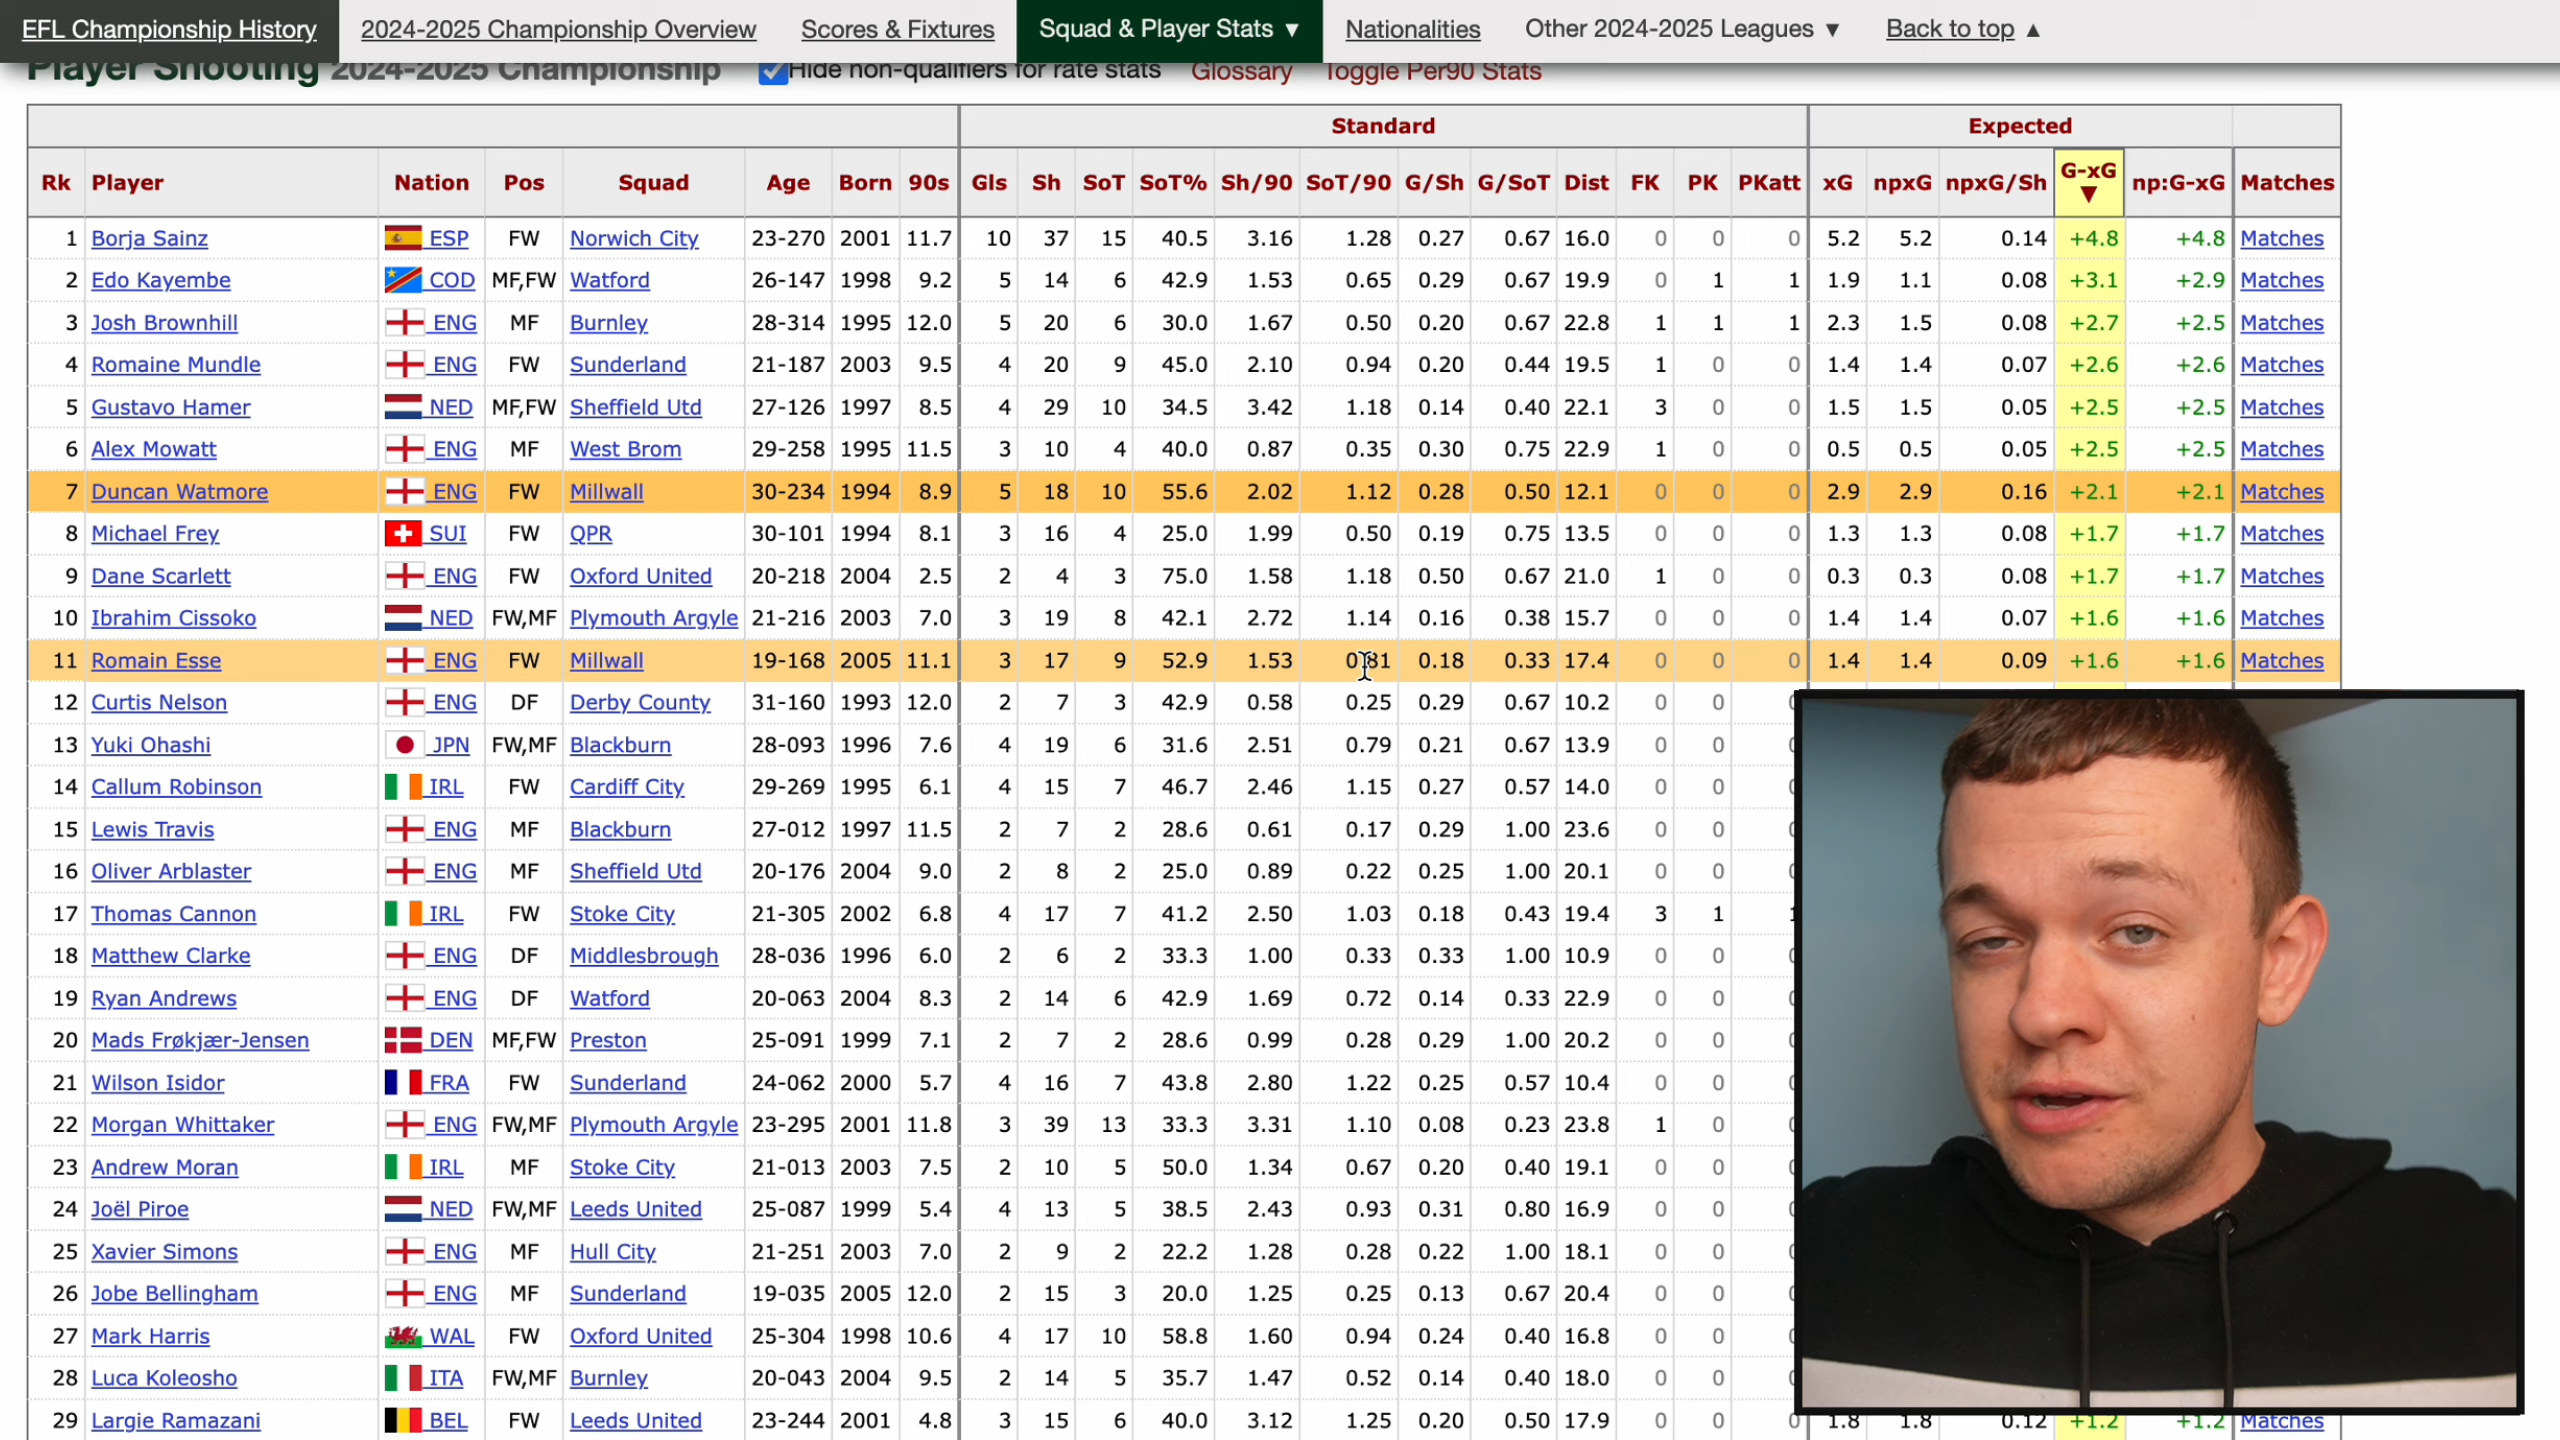 EFL Championship History 2024-2025 Championship Overview Scores & Fixtures Squad & Player Stats ▼ Nationalities Other 2024-2025 Leagues ▼ Back to top ▲
Player Shooting 2024-2025 Championship Hide non-qualifiers for rate stats Glossary Toggle Per90 Stats
Standard Expected
Rk Player Nation Pos Squad Age Born 90s Gls Sh SoT SoT% Sh/90 SoT/90 G/Sh G/SoT Dist FK PK PKatt xG npxG npxG/Sh G-xG ▼ np:G-xG Matches
1 Borja Sainz ESP FW Norwich City 23-270 2001 11.7 10 37 15 40.5 3.16 1.28 0.27 0.67 16.0 0 0 0 5.2 5.2 0.14 +4.8 +4.8 Matches
2 Edo Kayembe COD MF,FW Watford 26-147 1998 9.2 5 14 6 42.9 1.53 0.65 0.29 0.67 19.9 0 1 1 1.9 1.1 0.08 +3.1 +2.9 Matches
3 Josh Brownhill ENG MF Burnley 28-314 1995 12.0 5 20 6 30.0 1.67 0.50 0.20 0.67 22.8 1 1 1 2.3 1.5 0.08 +2.7 +2.5 Matches
4 Romaine Mundle ENG FW Sunderland 21-187 2003 9.5 4 20 9 45.0 2.10 0.94 0.20 0.44 19.5 1 0 0 1.4 1.4 0.07 +2.6 +2.6 Matches
5 Gustavo Hamer NED MF,FW Sheffield Utd 27-126 1997 8.5 4 29 10 34.5 3.42 1.18 0.14 0.40 22.1 3 0 0 1.5 1.5 0.05 +2.5 +2.5 Matches
6 Alex Mowatt ENG MF West Brom 29-258 1995 11.5 3 10 4 40.0 0.87 0.35 0.30 0.75 22.9 1 0 0 0.5 0.5 0.05 +2.5 +2.5 Matches
7 Duncan Watmore ENG FW Millwall 30-234 1994 8.9 5 18 10 55.6 2.02 1.12 0.28 0.50 12.1 0 0 0 2.9 2.9 0.16 +2.1 +2.1 Matches
8 Michael Frey SUI FW QPR 30-101 1994 8.1 3 16 4 25.0 1.99 0.50 0.19 0.75 13.5 0 0 0 1.3 1.3 0.08 +1.7 +1.7 Matches
9 Dane Scarlett ENG FW Oxford United 20-218 2004 2.5 2 4 3 75.0 1.58 1.18 0.50 0.67 21.0 1 0 0 0.3 0.3 0.08 +1.7 +1.7 Matches
10 Ibrahim Cissoko NED FW,MF Plymouth Argyle 21-216 2003 7.0 3 19 8 42.1 2.72 1.14 0.16 0.38 15.7 0 0 0 1.4 1.4 0.07 +1.6 +1.6 Matches
11 Romain Esse ENG FW Millwall 19-168 2005 11.1 3 17 9 52.9 1.53 0.81 0.18 0.33 17.4 0 0 0 1.4 1.4 0.09 +1.6 +1.6 Matches
12 Curtis Nelson ENG DF Derby County 31-160 1993 12.0 2 7 3 42.9 0.58 0.25 0.29 0.67 10.2 0 0
13 Yuki Ohashi JPN FW,MF Blackburn 28-093 1996 7.6 4 19 6 31.6 2.51 0.79 0.21 0.67 13.9 0 0
14 Callum Robinson IRL FW Cardiff City 29-269 1995 6.1 4 15 7 46.7 2.46 1.15 0.27 0.57 14.0 0 0
15 Lewis Travis ENG MF Blackburn 27-012 1997 11.5 2 7 2 28.6 0.61 0.17 0.29 1.00 23.6 0 0
16 Oliver Arblaster ENG MF Sheffield Utd 20-176 2004 9.0 2 8 2 25.0 0.89 0.22 0.25 1.00 20.1 0 0
17 Thomas Cannon IRL FW Stoke City 21-305 2002 6.8 4 17 7 41.2 2.50 1.03 0.18 0.43 19.4 3 1
18 Matthew Clarke ENG DF Middlesbrough 28-036 1996 6.0 2 6 2 33.3 1.00 0.33 0.33 1.00 10.9 0 0
19 Ryan Andrews ENG DF Watford 20-063 2004 8.3 2 14 6 42.9 1.69 0.72 0.14 0.33 22.9 0 0
20 Mads Frøkjær-Jensen DEN MF,FW Preston 25-091 1999 7.1 2 7 2 28.6 0.99 0.28 0.29 1.00 20.2 0 0
21 Wilson Isidor FRA FW Sunderland 24-062 2000 5.7 4 16 7 43.8 2.80 1.22 0.25 0.57 10.4 0 0
22 Morgan Whittaker ENG FW,MF Plymouth Argyle 23-295 2001 11.8 3 39 13 33.3 3.31 1.10 0.08 0.23 23.8 1 0
23 Andrew Moran IRL MF Stoke City 21-013 2003 7.5 2 10 5 50.0 1.34 0.67 0.20 0.40 19.1 0 0
24 Joël Piroe NED FW,MF Leeds United 25-087 1999 5.4 4 13 5 38.5 2.43 0.93 0.31 0.80 16.9 0 0
25 Xavier Simons ENG MF Hull City 21-251 2003 7.0 2 9 2 22.2 1.28 0.28 0.22 1.00 18.1 0 0
26 Jobe Bellingham ENG MF Sunderland 19-035 2005 12.0 2 15 3 20.0 1.25 0.25 0.13 0.67 20.4 0 0
27 Mark Harris WAL FW Oxford United 25-304 1998 10.6 4 17 10 58.8 1.60 0.94 0.24 0.40 16.8 0 0
28 Luca Koleosho ITA FW,MF Burnley 20-043 2004 9.5 2 14 5 35.7 1.47 0.52 0.14 0.40 18.0 0 0
29 Largie Ramazani BEL FW Leeds United 23-244 2001 4.8 3 15 6 40.0 3.12 1.25 0.20 0.50 17.9 0 0 0 1.8 1.8 0.12 +1.2 +1.2 Matches